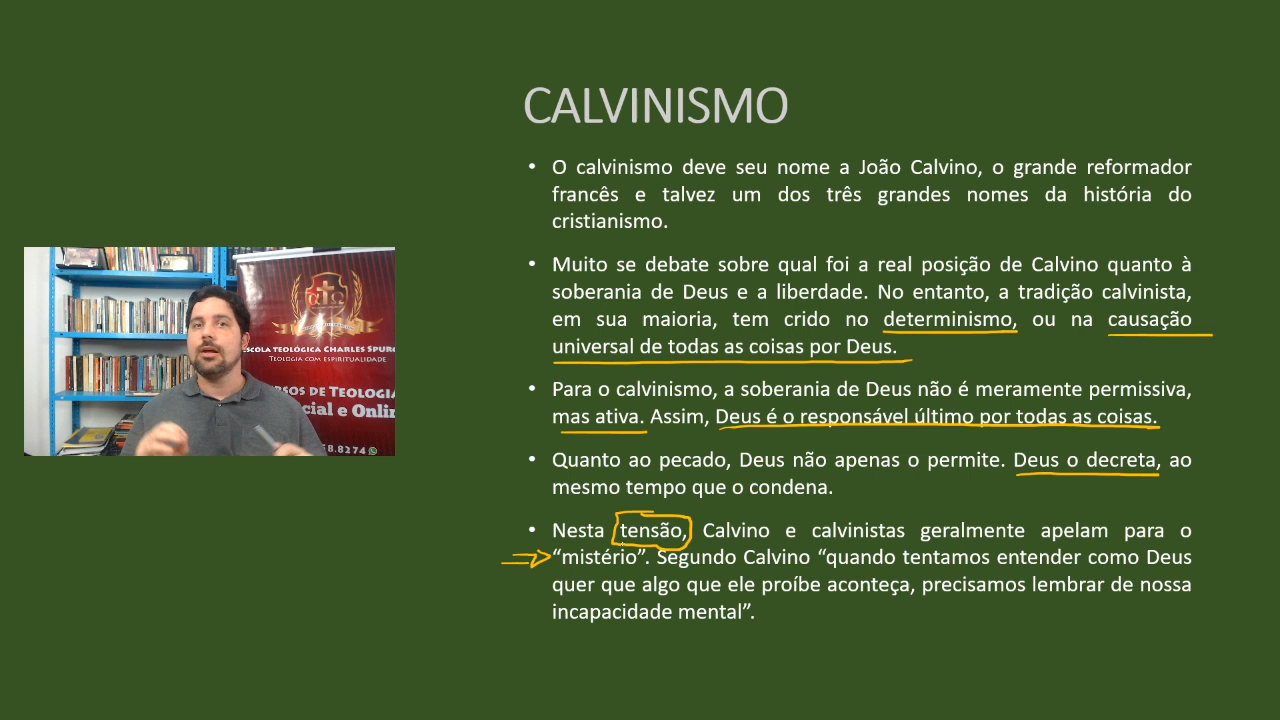 CALVINISMO
• O calvinismo deve seu nome a João Calvino, o grande reformador
francês e talvez um dos três grandes nomes da história do
cristianismo.
• Muito se debate sobre qual foi a real posição de Calvino quanto à
soberania de Deus e a liberdade. No entanto, a tradição calvinista,
em sua maioria, tem crido no determinismo, ou na causação
universal de todas as coisas por Deus.
• Para o calvinismo, a soberania de Deus não é meramente permissiva,
mas ativa. Assim, Deus é o responsável último por todas as coisas.
• Quanto ao pecado, Deus não apenas o permite. Deus o decreta, ao
mesmo tempo que o condena.
• Nesta tensão, Calvino e calvinistas geralmente apelam para o
“mistério”. Segundo Calvino “quando tentamos entender como Deus
quer que algo que ele proíbe aconteça, precisamos lembrar de nossa
incapacidade mental”.
SCOLA TEOLÓGICA CHARLES SPURG
TEOLOGIA COM ESPIRITUALIDADE
RSOS DE TEOLOGIA
cial e Onlin
8.8274